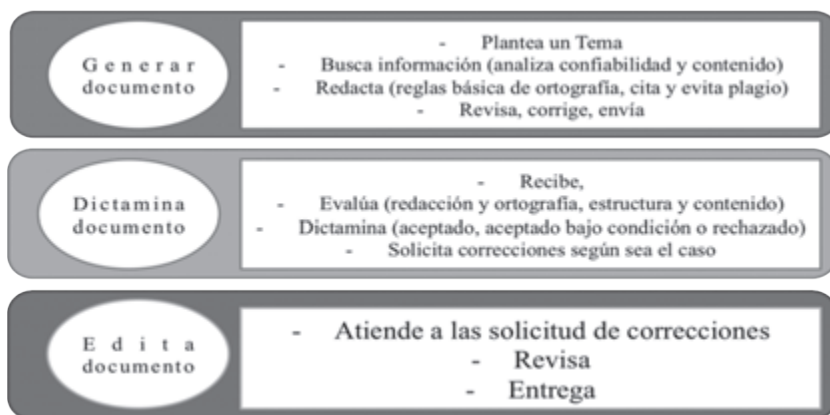 Generar
documento
- Plantea un Tema
- Busca información (analiza confiabilidad y contenido)
- Redacta (reglas básica de ortografía, cita y evita plagio)
- Revisa, corrige, envía
Dictamina
documento
- Recibe,
- Evalúa (redacción y ortografía, estructura y contenido)
- Dictamina (aceptado, aceptado bajo condición o rechazado)
- Solicita correcciones según sea el caso
Edita
documento
- Atiende a las solicitud de correcciones
- Revisa
- Entrega